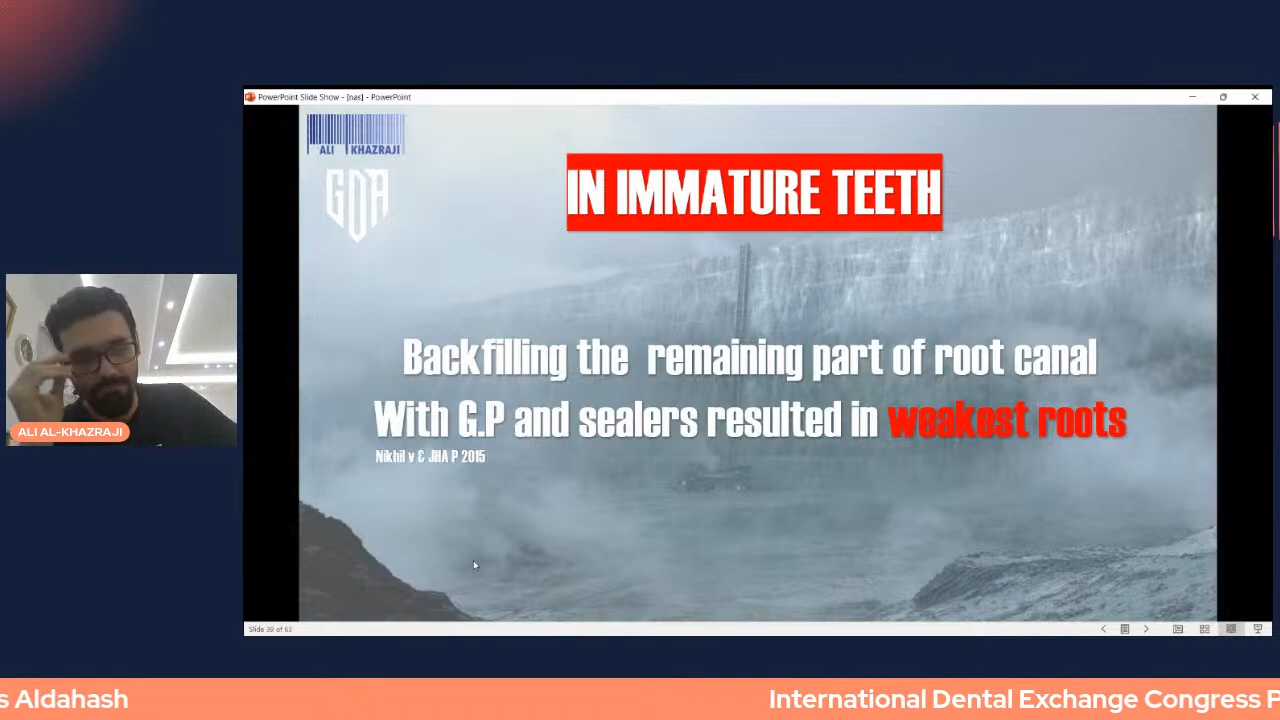 PowerPoint Slide Show - [nas] - PowerPoint
ALI KHAZRAJI
GOA
IN IMMATURE TEETH
Backfilling the remaining part of root canal
With G.P and sealers resulted in weakest roots
Nikhil v & JHA P 2015
ALI AL-KHAZRAJI
Slide 39 of 63
s Aldahash
International Dental Exchange Congress P